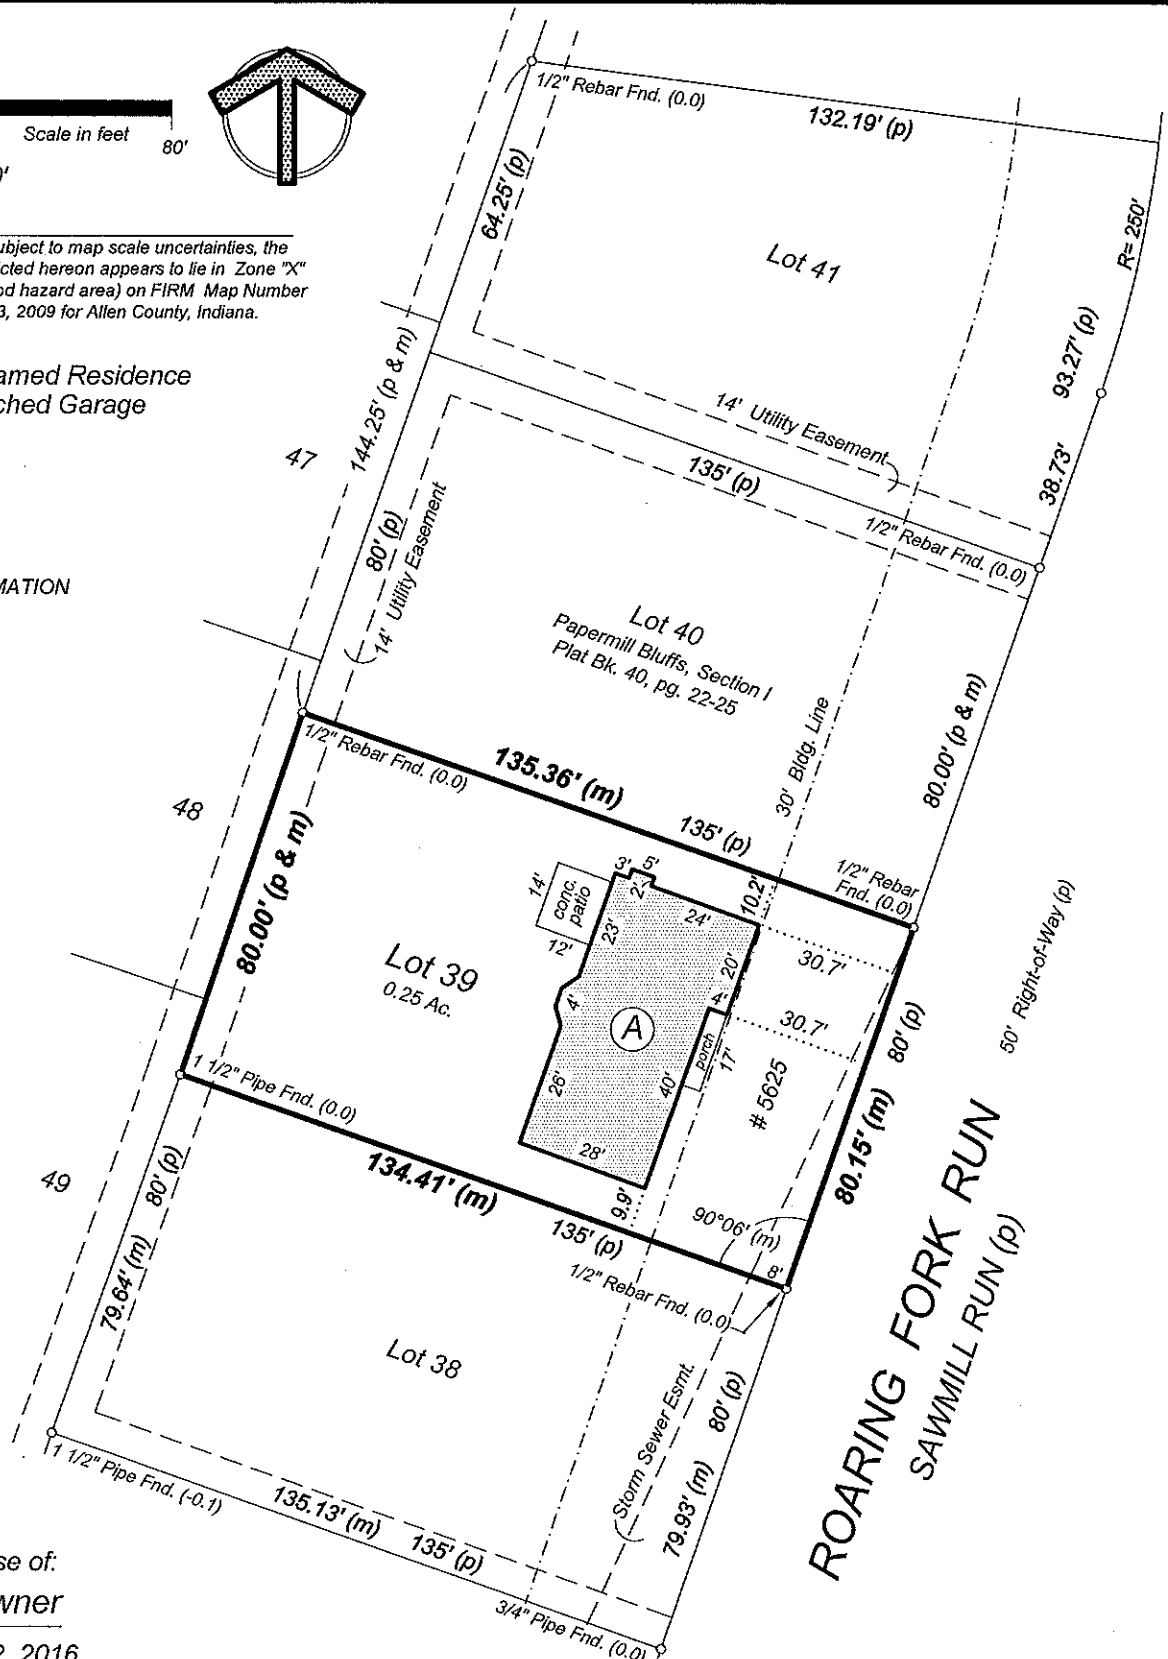 Scale in feet
80'
0'
ubject to map scale uncertainties, the
cted hereon appears to lie in Zone "X"
od hazard area) on FIRM Map Number
3, 2009 for Allen County, Indiana.
amed Residence
ched Garage
MATION
1/2" Rebar Fnd. (0.0)
132.19' (p)
64.25' (p)
Lot 41
R= 250'
93.27' (p)
144.25' (p & m)
47
14' Utility Easement
135' (p)
38.73'
1/2" Rebar Fnd. (0.0)
80' (p)
14' Utility Easement
Lot 40
Papermill Bluffs, Section I
Plat Bk. 40, pg. 22-25
30' Bldg. Line
80.00' (p & m)
1/2" Rebar Fnd. (0.0)
135.36' (m)
135' (p)
48
80.00' (p & m)
1/2" Rebar
Fnd. (0.0)
3'
5'
2'
14'
conc.
patio
12'
23'
24'
10.2'
20'
30.7'
Lot 39
0.25 Ac.
4'
A
4'
30.7'
porch
17'
80' (p)
50' Right-of-Way (p)
26'
40'
# 5625
1 1/2" Pipe Fnd. (0.0)
28'
80.15' (m)
134.41' (m)
9.9'
135' (p)
90°06' (m)
8'
1/2" Rebar Fnd. (0.0)
49
80' (p)
79.64' (m)
Lot 38
ROARING FORK RUN
SAWMILL RUN (p)
Storm Sewer Esmt.
80' (p)
79.93' (m)
1 1/2" Pipe Fnd. (-0.1)
135.13' (m)
135' (p)
3/4" Pipe Fnd. (0.0)
se of:
wner
2, 2016